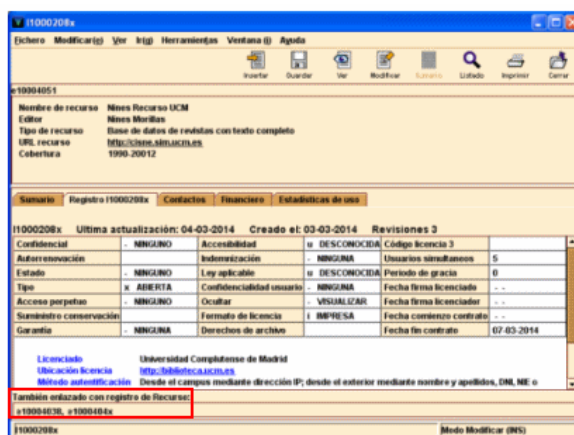 l1000208x
Fichero Modificar(g) Ver Ir(g) Herramientas Ventana (i) Ayuda
Insertar Guardar Ver Modificar Sumario Listado Imprimir Cerrar
e10004051
Nombre de recurso Nines Recurso UCM
Editor Nines Morillas
Tipo de recurso Base de datos de revistas con texto completo
URL recurso http://cisne.sim.ucm.es
Cobertura 1990-20012
Sumario Registro l1000208x Contactos Financiero Estadísticas de uso
l1000208x Ultima actualización: 04-03-2014 Creado el: 03-03-2014 Revisiones 3
Confidencial - NINGUNO Accesibilidad u DESCONOCIDA Código licencia 3
Autorrenovación - NINGUNO Indemnización - NINGUNA Usuarios simultaneos 5
Estado - NINGUNO Ley aplicable u DESCONOCIDA Periodo de gracia 0
Tipo x ABIERTA Confidencialidad usuario - NINGUNA Fecha firma licenciado - -
Acceso perpetuo - NINGUNO Ocultar - VISUALIZAR Fecha firma licenciador - -
Suministro conservación - NINGUNO Formato de licencia i IMPRESA Fecha comienzo contrato - -
Garantía - NINGUNA Derechos de archivo - NINGUNO Fecha fin contrato 07-03-2014
Licenciado Universidad Complutense de Madrid
Ubicación licencia http://biblioteca.ucm.es
Método autentificación Desde el campus mediante dirección IP; desde el exterior mediante nombre y apellidos, DNI, NIE o
También enlazado con registro de Recurso:
e10004038, e1000404x
l1000208x Modo Modificar (INS)